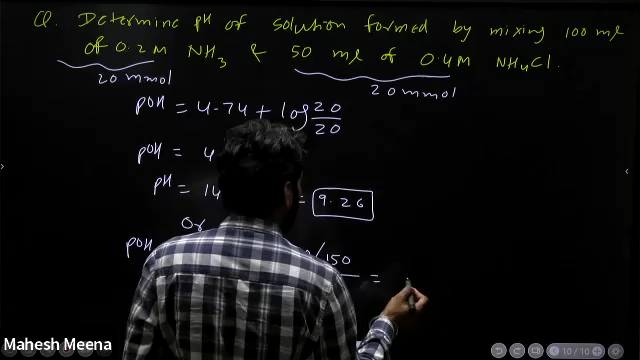 Q. Determine pH of solution formed by mixing 100 ml
of 0.2M NH₃ & 50 ml of 0.4M NH₄Cl.
20 mmol 20 mmol
pOH = 4.74 + log 20/20
pOH = 4
pH = 14 = 9.26
Or
pOH /150 =
Mahesh Meena
10 / 10